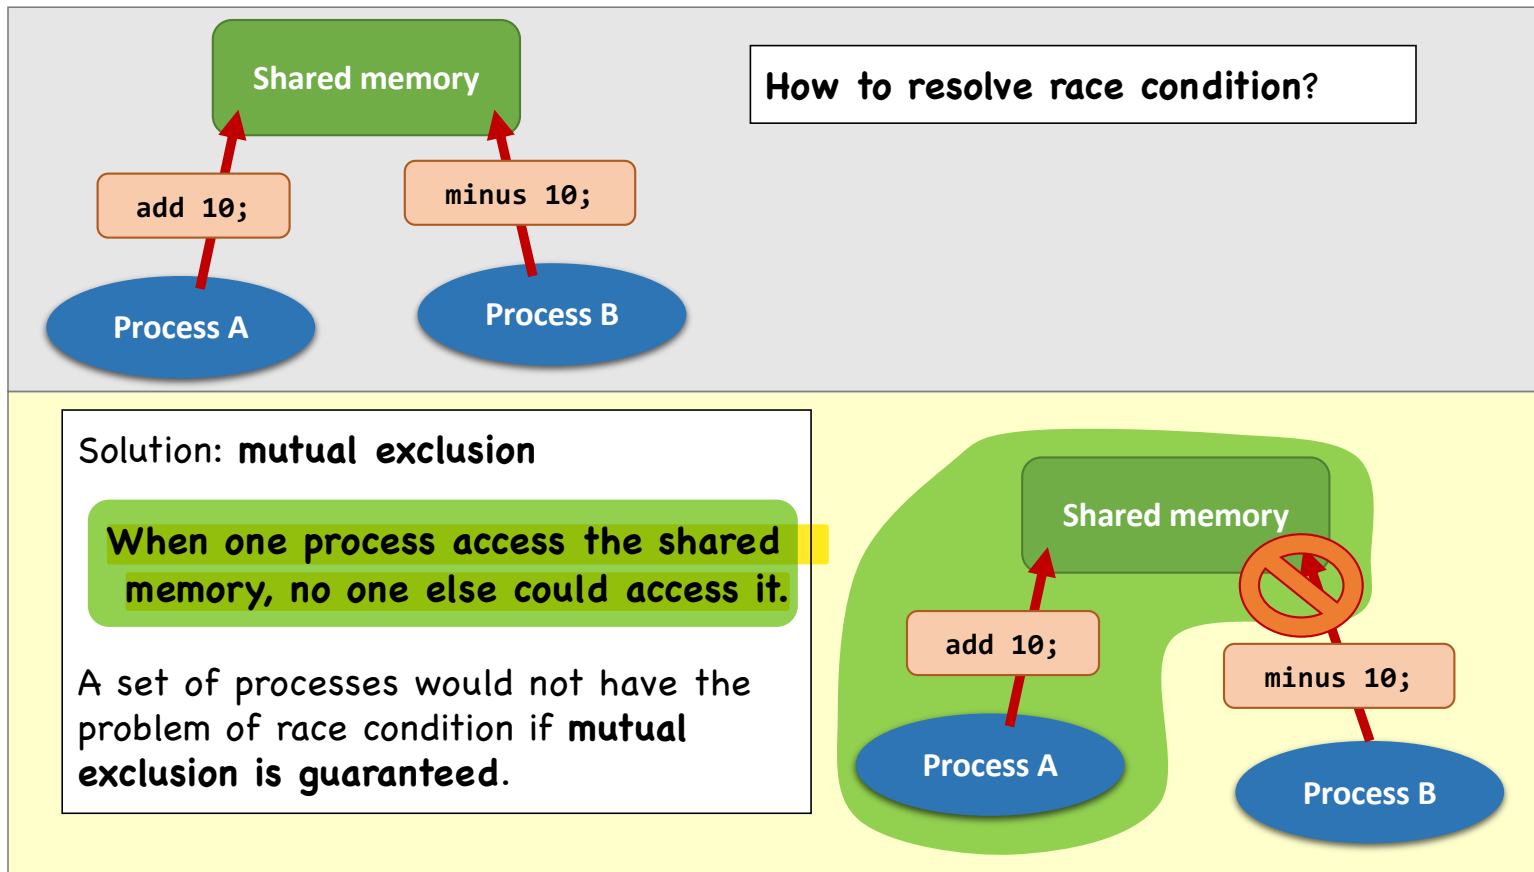 Shared memory
How to resolve race condition?
add 10;
minus 10;
Process A
Process B
Solution: mutual exclusion
When one process access the shared
memory, no one else could access it.
A set of processes would not have the
problem of race condition if mutual
exclusion is guaranteed.
Shared memory
add 10;
minus 10;
Process A
Process B